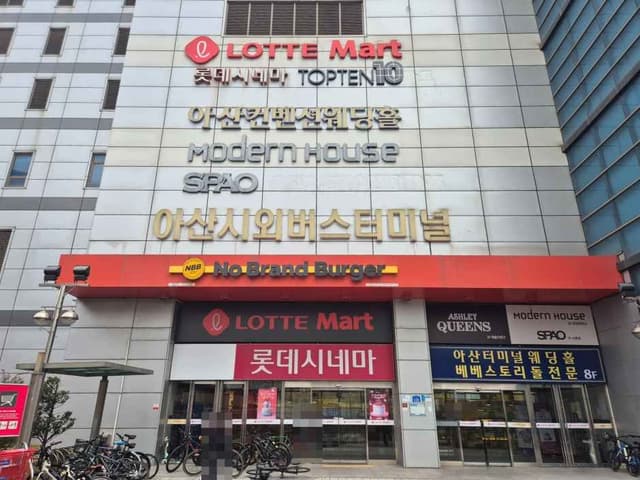 LOTTE Mart
롯데시네마 TOPTEN10
아산컨벤션웨딩홀
MODERN HOUSE
SPAO
아산시외버스터미널
NBB No Brand Burger
LOTTE Mart
롯데시네마
ASHLEY
QUEENS
MODERN HOUSE
SPAO
아산터미널웨딩홀
베베스토리돌전문 8F